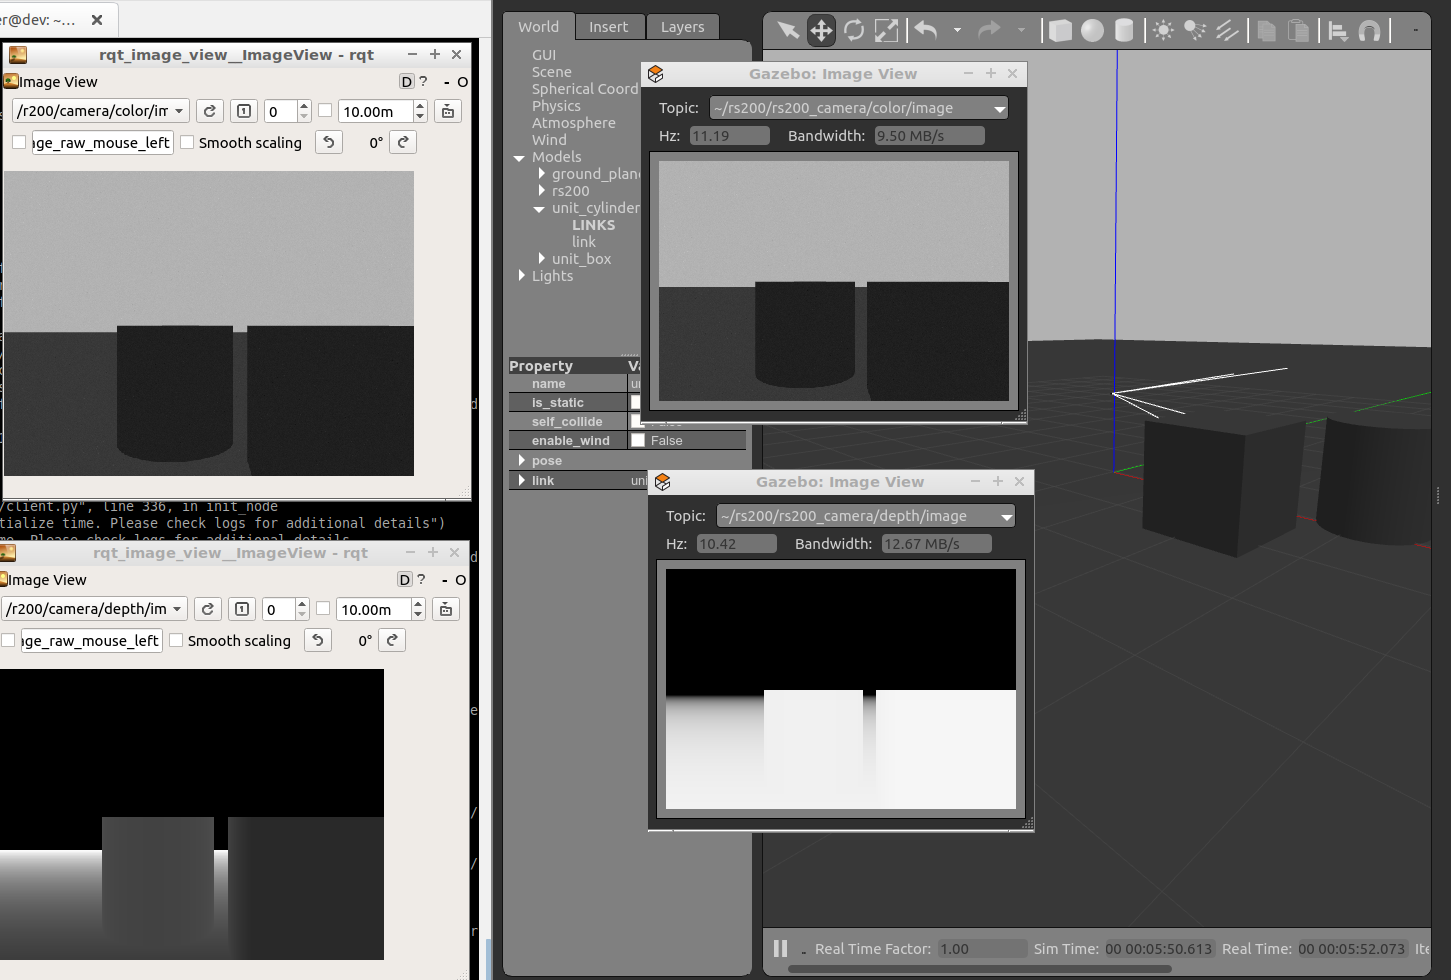 er@dev: ~...
rqt_image_view__ImageView - rqt
Image View
D ? - O
/r200/camera/color/im
1
0
10.00m
age_raw_mouse_left
Smooth scaling
0°
/client.py", line 336, in init_node
tialize time. Please check logs for additional details")
me. Please check logs for additional details
rqt_image_view__ImageView - rqt
Image View
D ? - O
/r200/camera/depth/im
1
0
10.00m
age_raw_mouse_left
Smooth scaling
0°
d
d
e
/
/
r
World
Insert
Layers
GUI
Scene
Spherical Coord
Physics
Atmosphere
Wind
Models
ground_plan
rs200
unit_cylinder
LINKS
link
unit_box
Lights
Property
Va
name
un
is_static
self_collide
False
enable_wind
False
pose
link
uni
Gazebo: Image View
Topic: ~/rs200/rs200_camera/color/image
Hz: 11.19 Bandwidth: 9.50 MB/s
Gazebo: Image View
Topic: ~/rs200/rs200_camera/depth/image
Hz: 10.42 Bandwidth: 12.67 MB/s
Real Time Factor: 1.00 Sim Time: 00 00:05:50.613 Real Time: 00 00:05:52.073 Ite